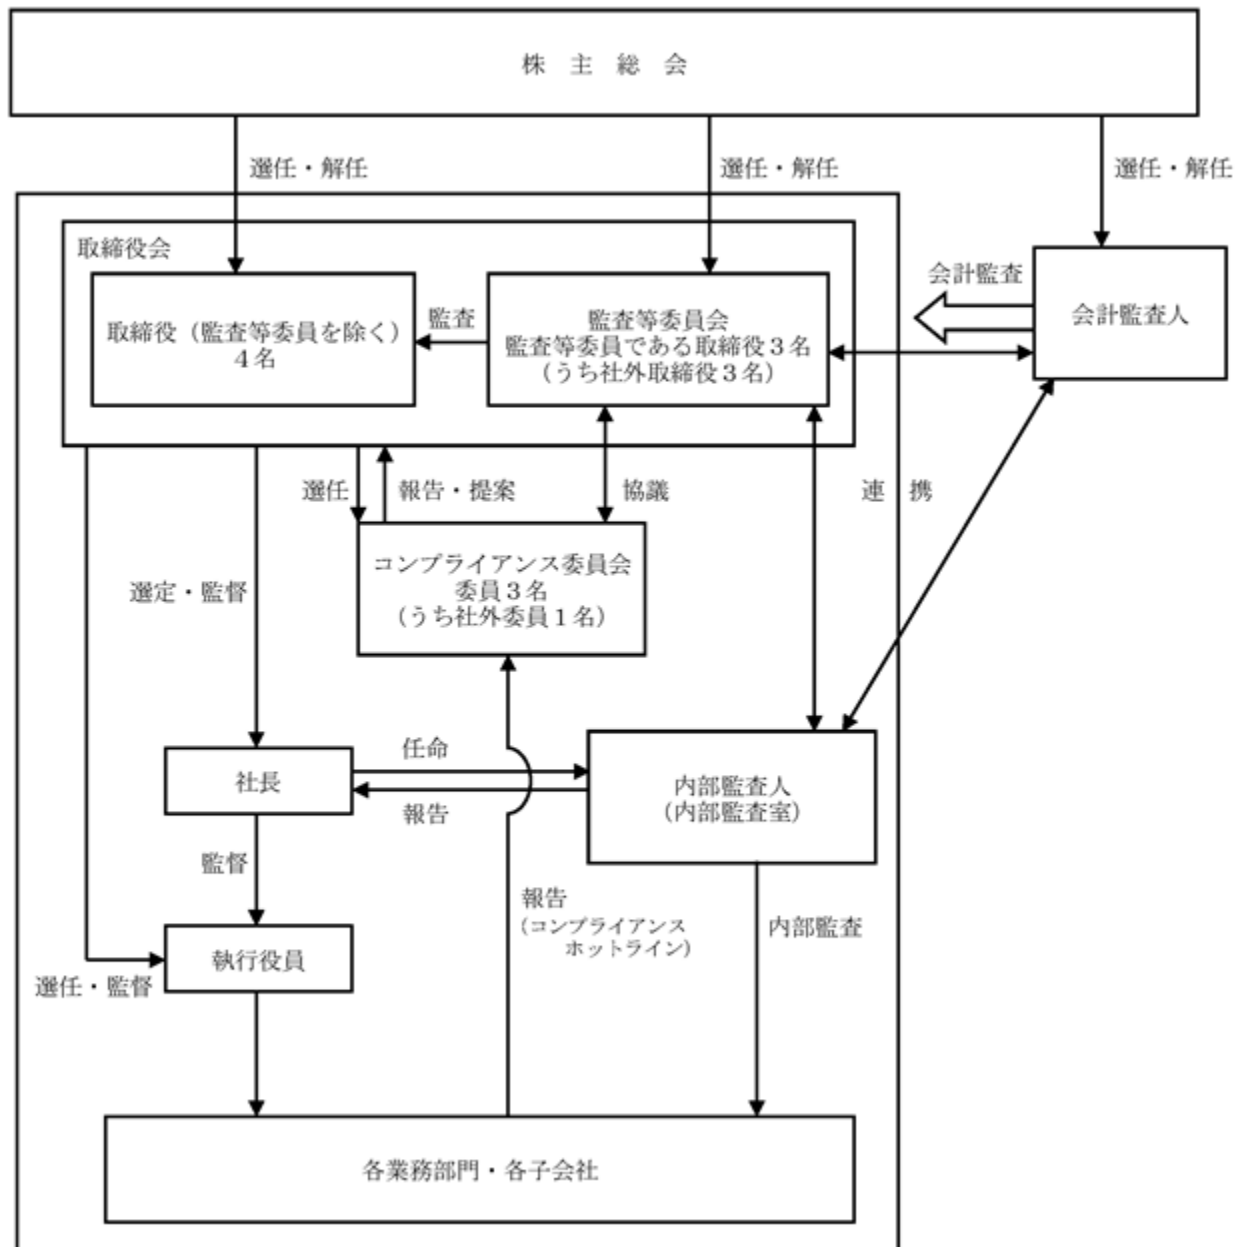 株 主 総 会
選任・解任
選任・解任
選任・解任
取締役会
取締役（監査等委員を除く）
４名
監査
監査等委員会
監査等委員である取締役３名
（うち社外取締役３名）
会計監査
会計監査人
選任
報告・提案
協議
連 携
コンプライアンス委員会
委員３名
（うち社外委員１名）
選定・監督
社長
任命
報告
内部監査人
（内部監査室）
監督
執行役員
選任・監督
報告
（コンプライアンス
ホットライン）
内部監査
各業務部門・各子会社